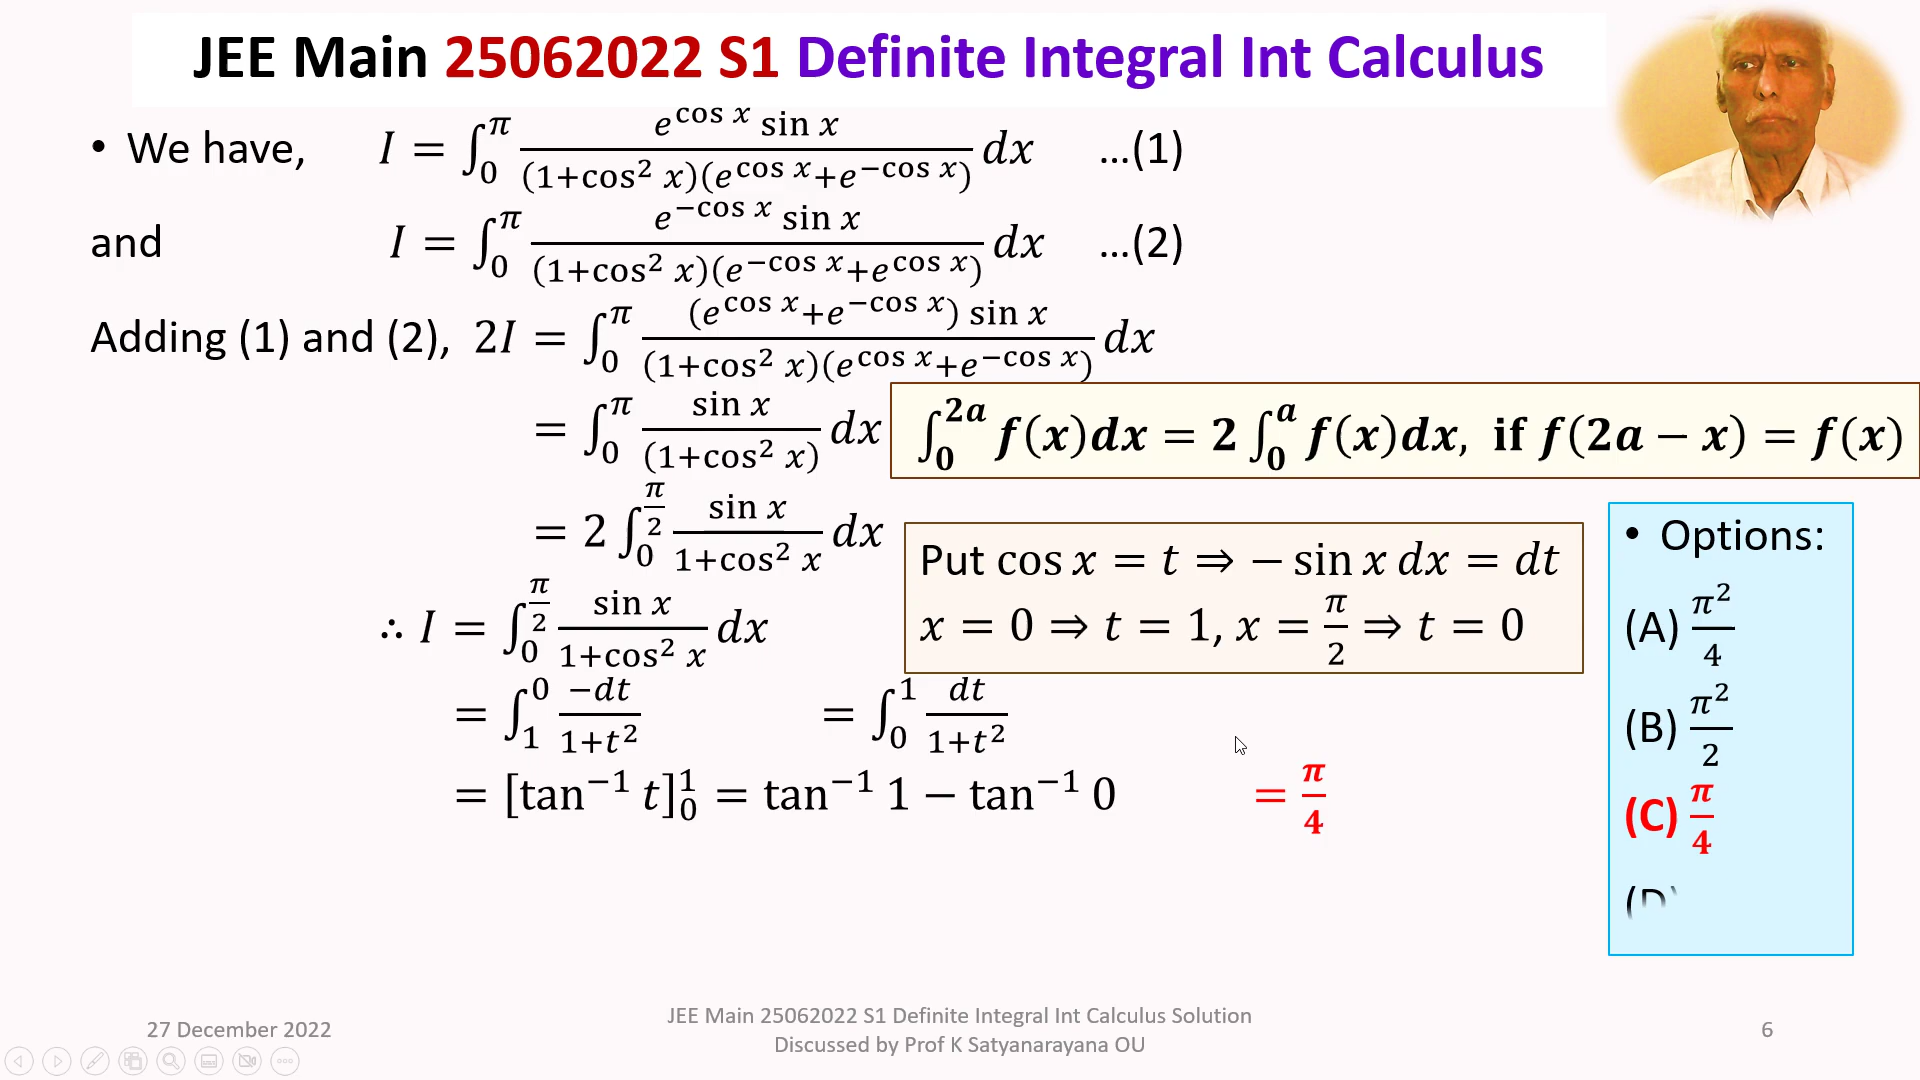 JEE Main 25062022 S1 Definite Integral Int Calculus
• We have, I = ∫₀^π (e^(cos x) sin x)/((1+cos² x)(e^(cos x)+e^(−cos x))) dx …(1)
and I = ∫₀^π (e^(−cos x) sin x)/((1+cos² x)(e^(−cos x)+e^(cos x))) dx …(2)
Adding (1) and (2), 2I = ∫₀^π ((e^(cos x)+e^(−cos x)) sin x)/((1+cos² x)(e^(cos x)+e^(−cos x))) dx
= ∫₀^π (sin x)/((1+cos² x)) dx
∫₀^(2a) f(x)dx = 2 ∫₀^a f(x)dx, if f(2a − x) = f(x)
= 2 ∫₀^(π/2) (sin x)/(1+cos² x) dx
Put cos x = t ⇒ − sin x dx = dt
x = 0 ⇒ t = 1, x = π/2 ⇒ t = 0
∴ I = ∫₀^(π/2) (sin x)/(1+cos² x) dx
= ∫₁^0 (−dt)/(1+t²) = ∫₀^1 (dt)/(1+t²)
= [tan⁻¹ t]₀¹ = tan⁻¹ 1 − tan⁻¹ 0 = π/4
• Options:
(A) π²/4
(B) π²/2
(C) π/4
27 December 2022
JEE Main 25062022 S1 Definite Integral Int Calculus Solution
Discussed by Prof K Satyanarayana OU
6